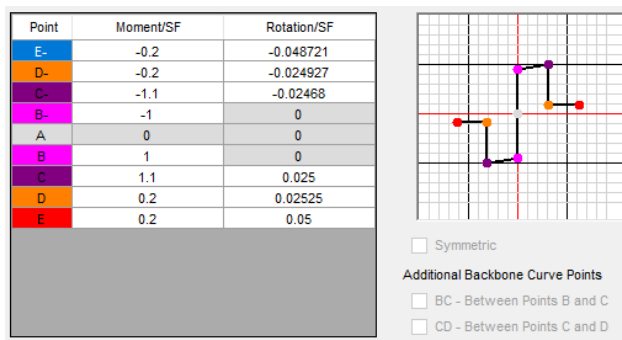 Point Moment/SF Rotation/SF
E- -0.2 -0.048721
D- -0.2 -0.024927
C- -1.1 -0.02468
B- -1 0
A 0 0
B 1 0
C 1.1 0.025
D 0.2 0.02525
E 0.2 0.05
Symmetric
Additional Backbone Curve Points
BC - Between Points B and C
CD - Between Points C and D